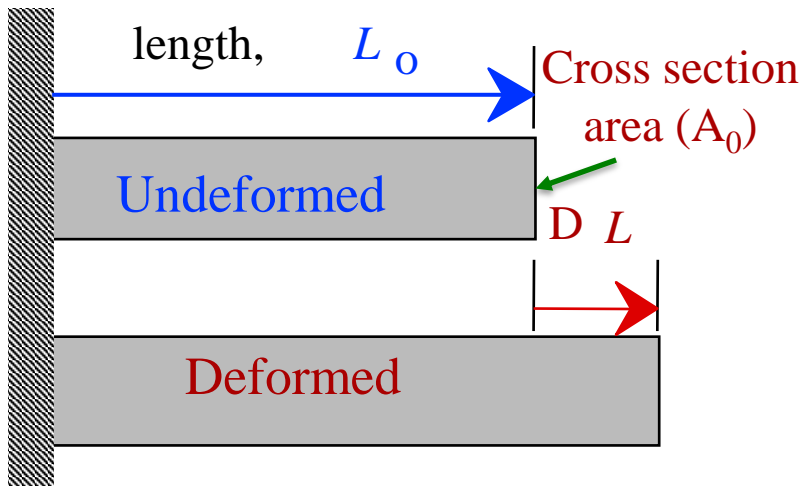 length, L o
Cross section
area (A0)
Undeformed
D L
Deformed